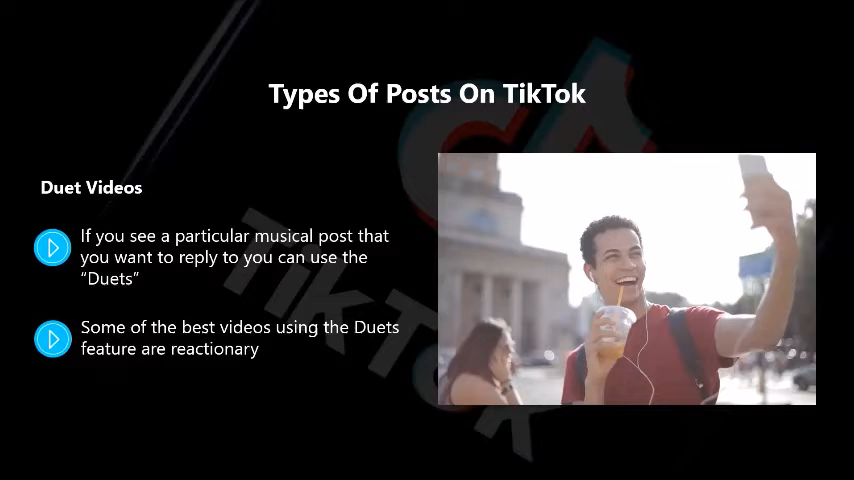 Types Of Posts On TikTok
Duet Videos
If you see a particular musical post that
you want to reply to you can use the
“Duets”
Some of the best videos using the Duets
feature are reactionary
TikTok